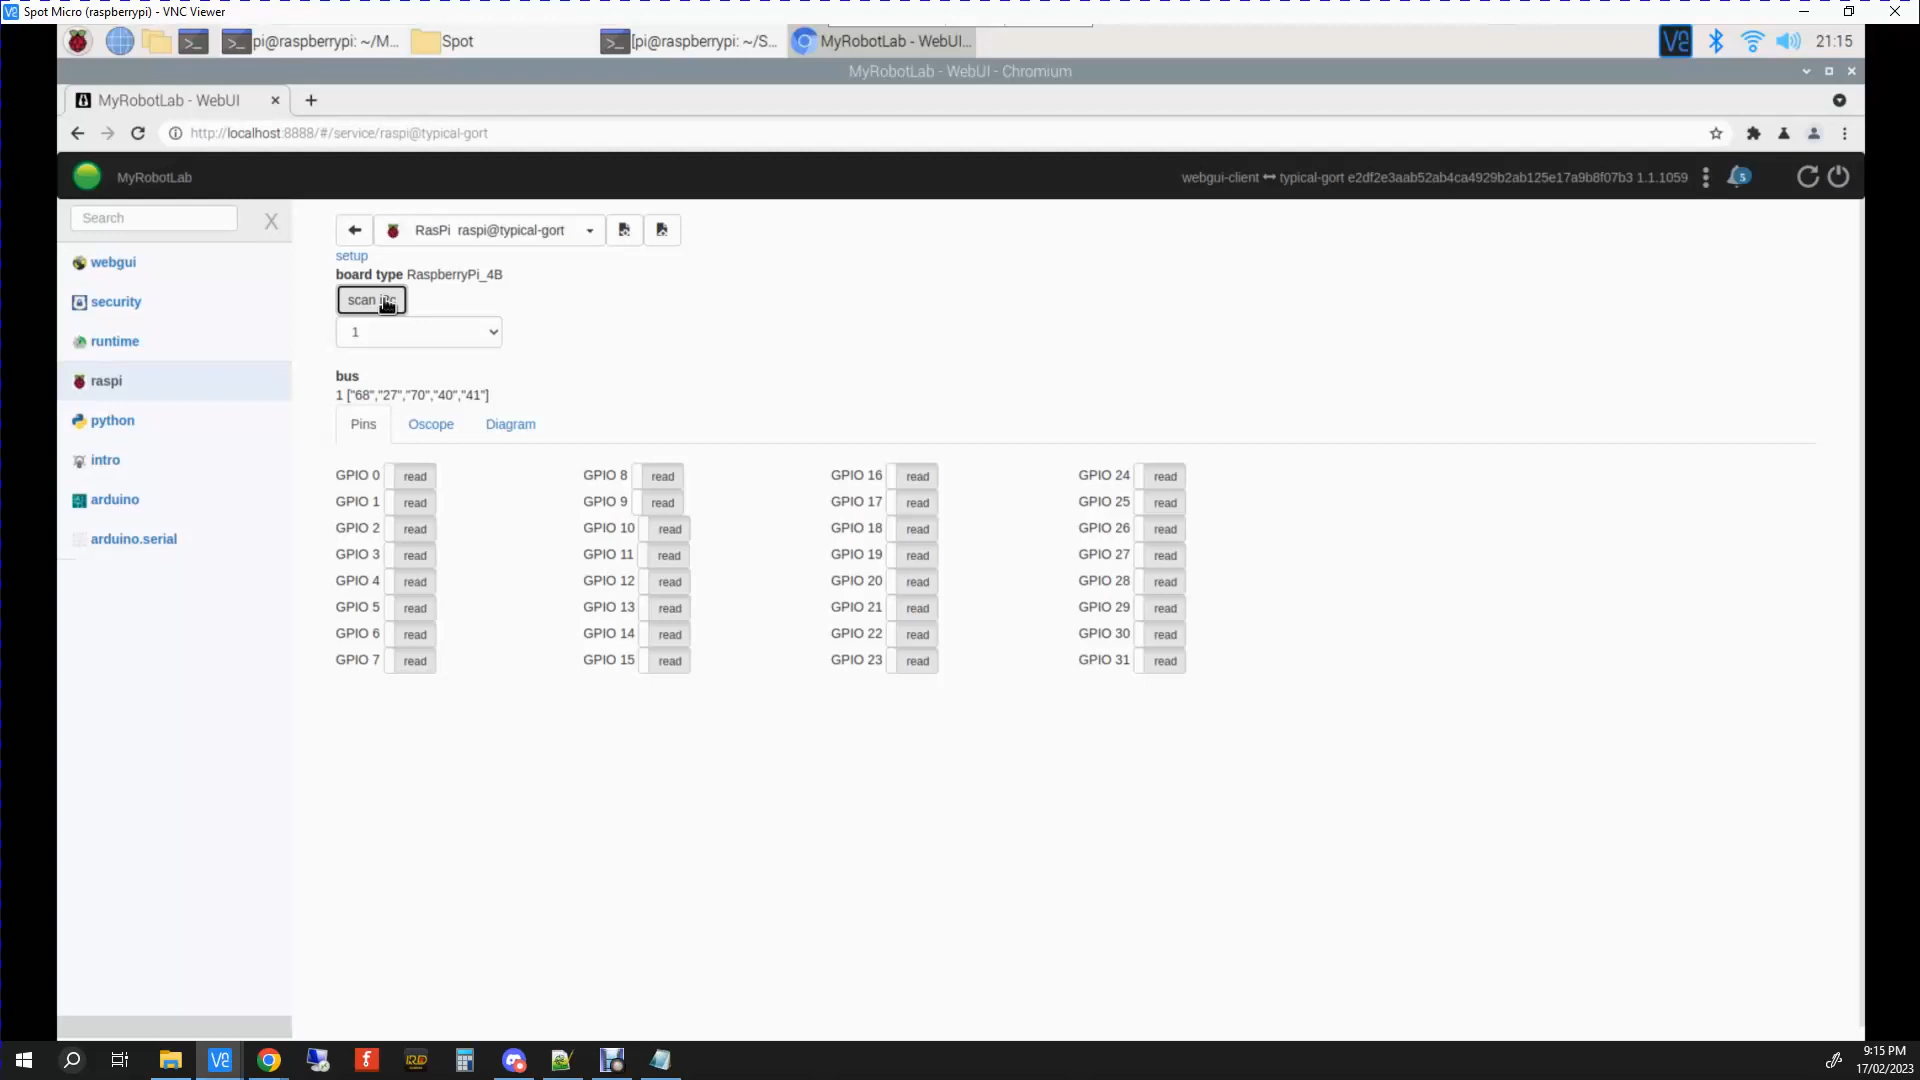 Spot Micro (raspberrypi) - VNC Viewer
pi@raspberrypi: ~/M... Spot [pi@raspberrypi: ~/S... MyRobotLab - WebUI... 21:15
MyRobotLab - WebUI - Chromium
MyRobotLab - WebUI
http://localhost:8888/#/service/raspi@typical-gort
MyRobotLab webgui-client ↔ typical-gort e2df2e3aab52ab4ca4929b2ab125e17a9b8f07b3 1.1.1059 5
Search X
webgui
security
runtime
raspi
python
intro
arduino
arduino.serial
RasPi raspi@typical-gort
setup
board type RaspberryPi_4B
scan
1
bus
1 ["68","27","70","40","41"]
Pins Oscope Diagram
GPIO 0 read GPIO 8 read GPIO 16 read GPIO 24 read
GPIO 1 read GPIO 9 read GPIO 17 read GPIO 25 read
GPIO 2 read GPIO 10 read GPIO 18 read GPIO 26 read
GPIO 3 read GPIO 11 read GPIO 19 read GPIO 27 read
GPIO 4 read GPIO 12 read GPIO 20 read GPIO 28 read
GPIO 5 read GPIO 13 read GPIO 21 read GPIO 29 read
GPIO 6 read GPIO 14 read GPIO 22 read GPIO 30 read
GPIO 7 read GPIO 15 read GPIO 23 read GPIO 31 read
9:15 PM
17/02/2023